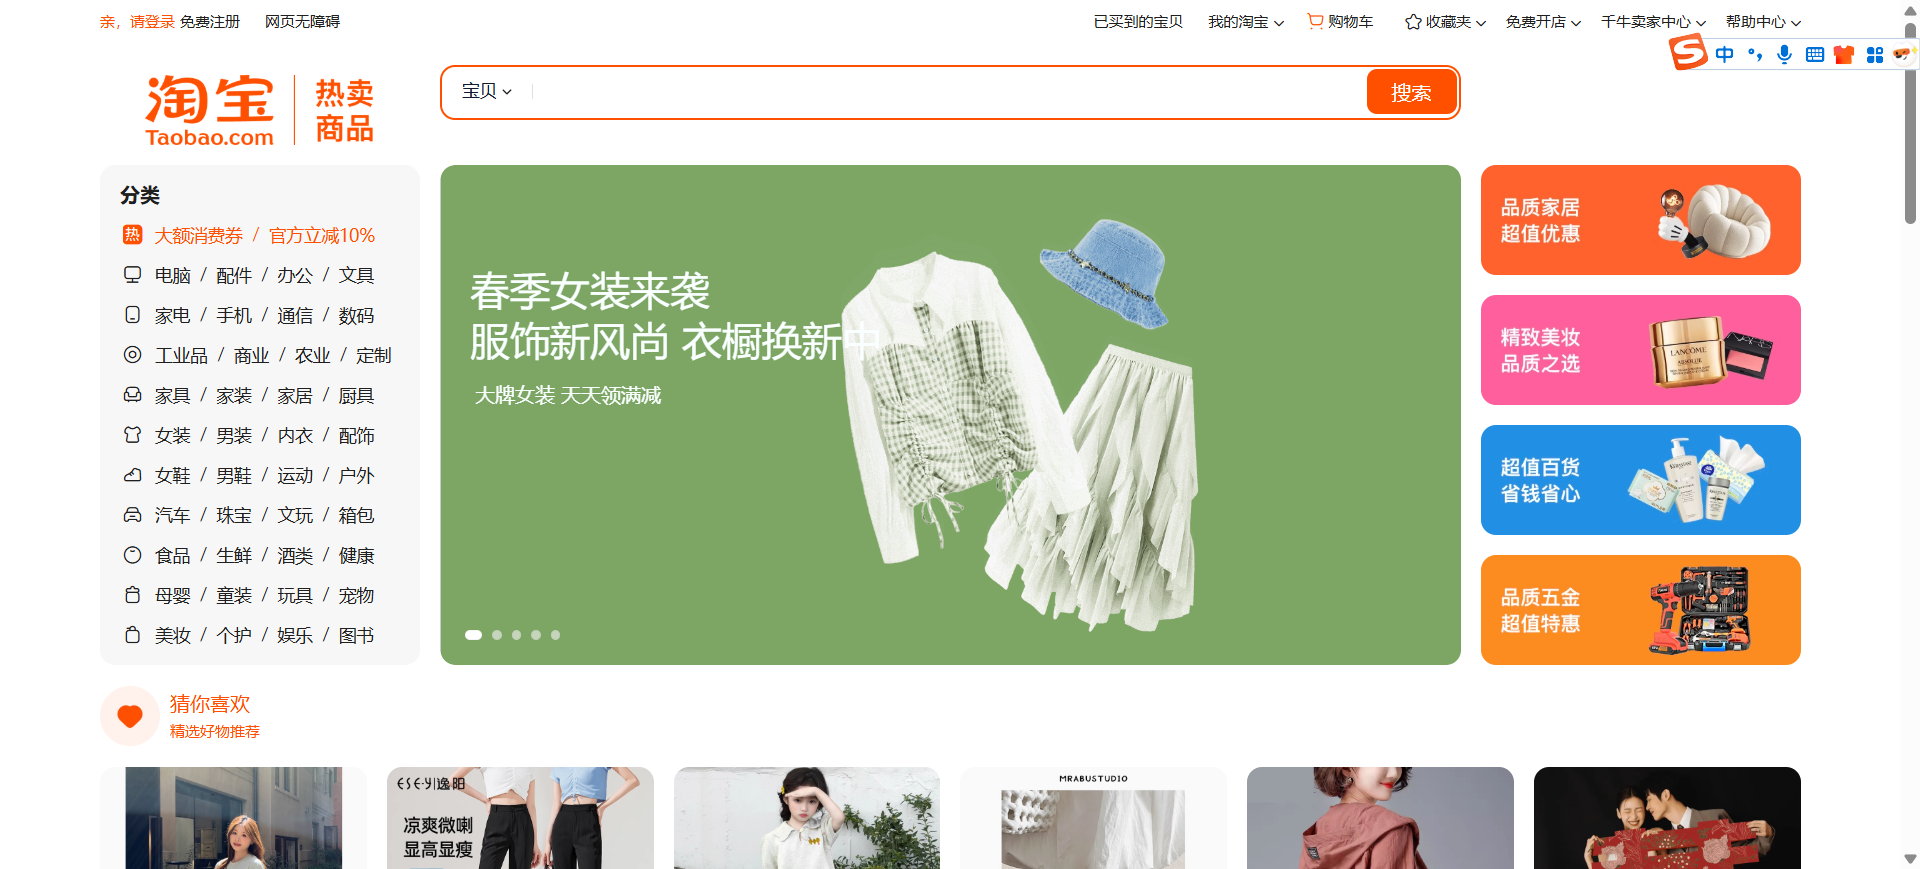 亲，请登录 免费注册 网页无障碍 已买到的宝贝 我的淘宝 购物车 收藏夹 免费开店 千牛卖家中心 帮助中心
中
淘宝 热卖
Taobao.com 商品
宝贝 搜索
分类
热 大额消费券 / 官方立减10%
电脑 / 配件 / 办公 / 文具
家电 / 手机 / 通信 / 数码
工业品 / 商业 / 农业 / 定制
家具 / 家装 / 家居 / 厨具
女装 / 男装 / 内衣 / 配饰
女鞋 / 男鞋 / 运动 / 户外
汽车 / 珠宝 / 文玩 / 箱包
食品 / 生鲜 / 酒类 / 健康
母婴 / 童装 / 玩具 / 宠物
美妆 / 个护 / 娱乐 / 图书
春季女装来袭
服饰新风尚 衣橱换新中
大牌女装 天天领满减
品质家居
超值优惠
精致美妆
品质之选
LANCÔME
ABSOLUE
NARS
超值百货
省钱省心
品质五金
超值特惠
猜你喜欢
精选好物推荐
ESE·Y逸阳
凉爽微喇
显高显瘦
MRABUSTUDIO